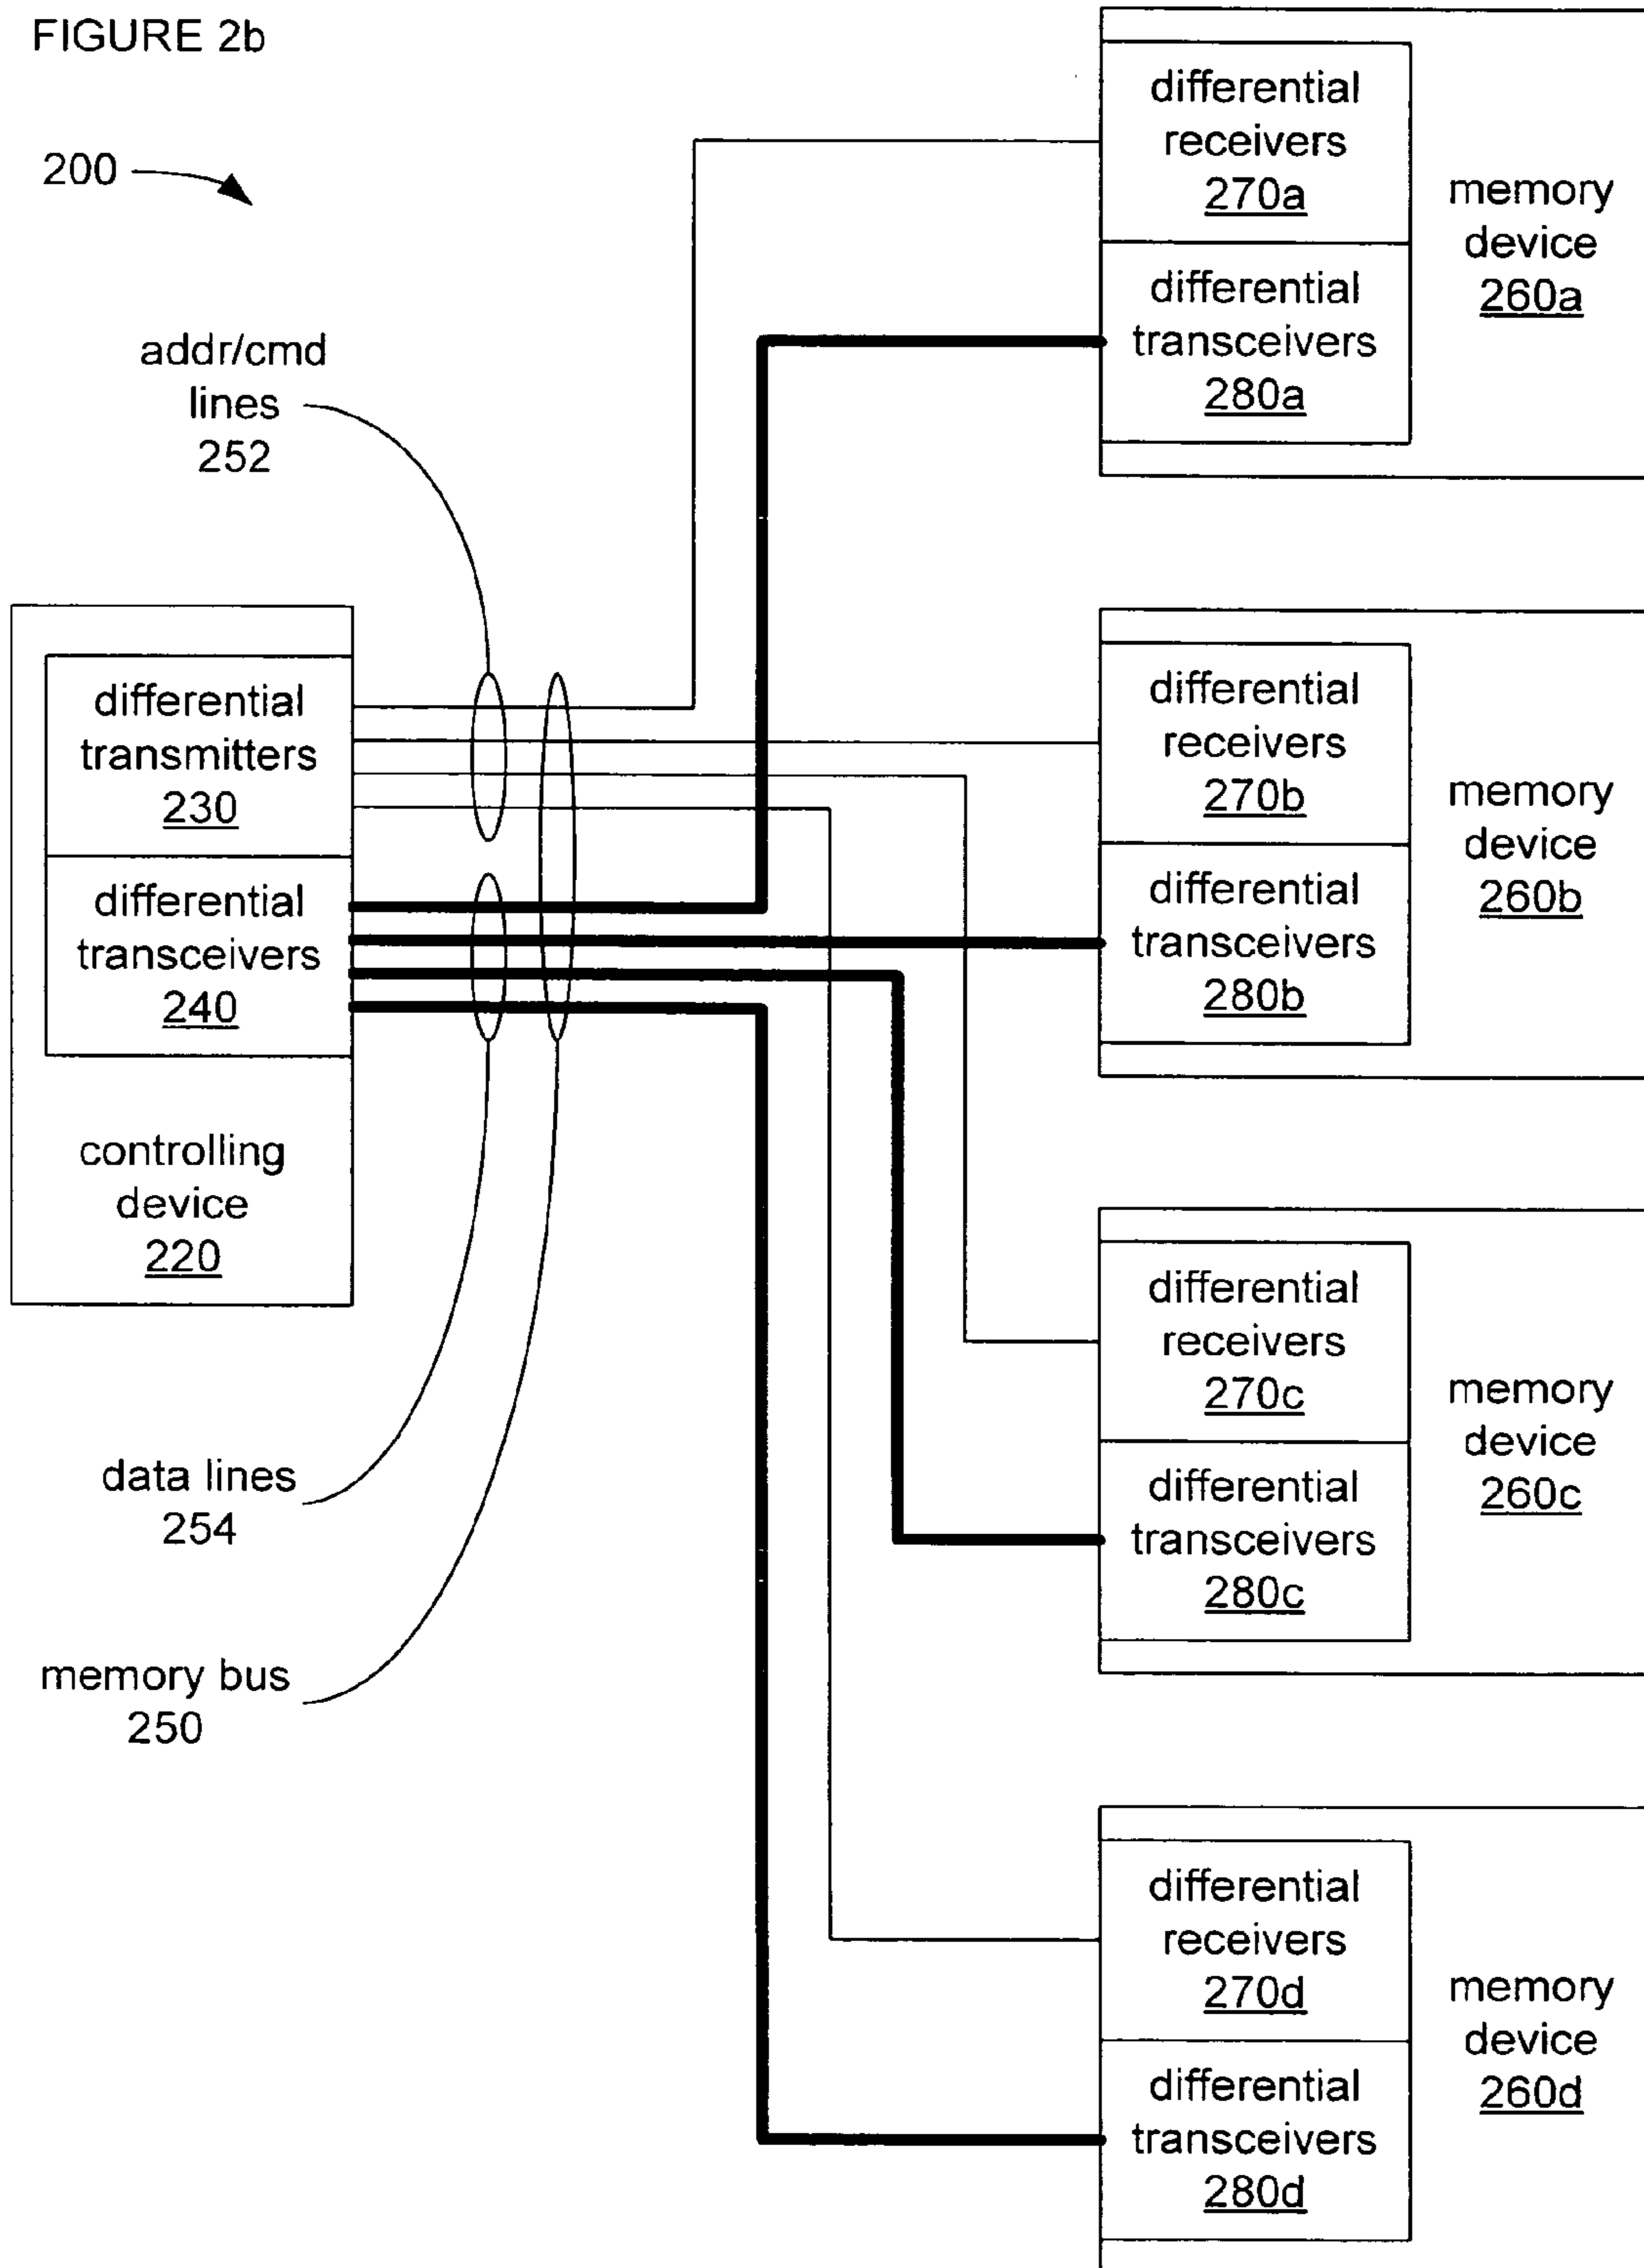 FIGURE 2b
200
addr/cmd
lines
252
differential
transmitters
230
differential
transceivers
240
controlling
device
220
data lines
254
memory bus
250
differential
receivers
270a
differential
transceivers
280a
memory
device
260a
differential
receivers
270b
differential
transceivers
280b
memory
device
260b
differential
receivers
270c
differential
transceivers
280c
memory
device
260c
differential
receivers
270d
differential
transceivers
280d
memory
device
260d